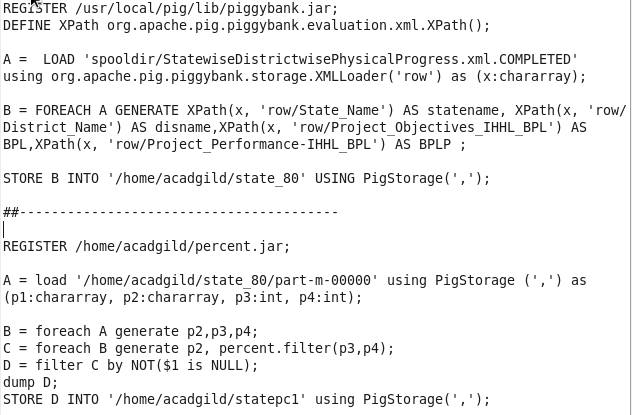 REGISTER /usr/local/pig/lib/piggybank.jar;
DEFINE XPath org.apache.pig.piggybank.evaluation.xml.XPath();
A =  LOAD 'spooldir/StatewiseDistrictwisePhysicalProgress.xml.COMPLETED'
using org.apache.pig.piggybank.storage.XMLLoader('row') as (x:chararray);
B = FOREACH A GENERATE XPath(x, 'row/State_Name') AS statename, XPath(x, 'row/
District_Name') AS disname,XPath(x, 'row/Project_Objectives_IHHL_BPL') AS
BPL,XPath(x, 'row/Project_Performance-IHHL_BPL') AS BPLP ;
STORE B INTO '/home/acadgild/state_80' USING PigStorage(',');
##----------------------------------------
REGISTER /home/acadgild/percent.jar;
A = load '/home/acadgild/state_80/part-m-00000' using PigStorage (',') as
(p1:chararray, p2:chararray, p3:int, p4:int);
B = foreach A generate p2,p3,p4;
C = foreach B generate p2, percent.filter(p3,p4);
D = filter C by NOT($1 is NULL);
dump D;
STORE D INTO '/home/acadgild/statepc1' using PigStorage(',');